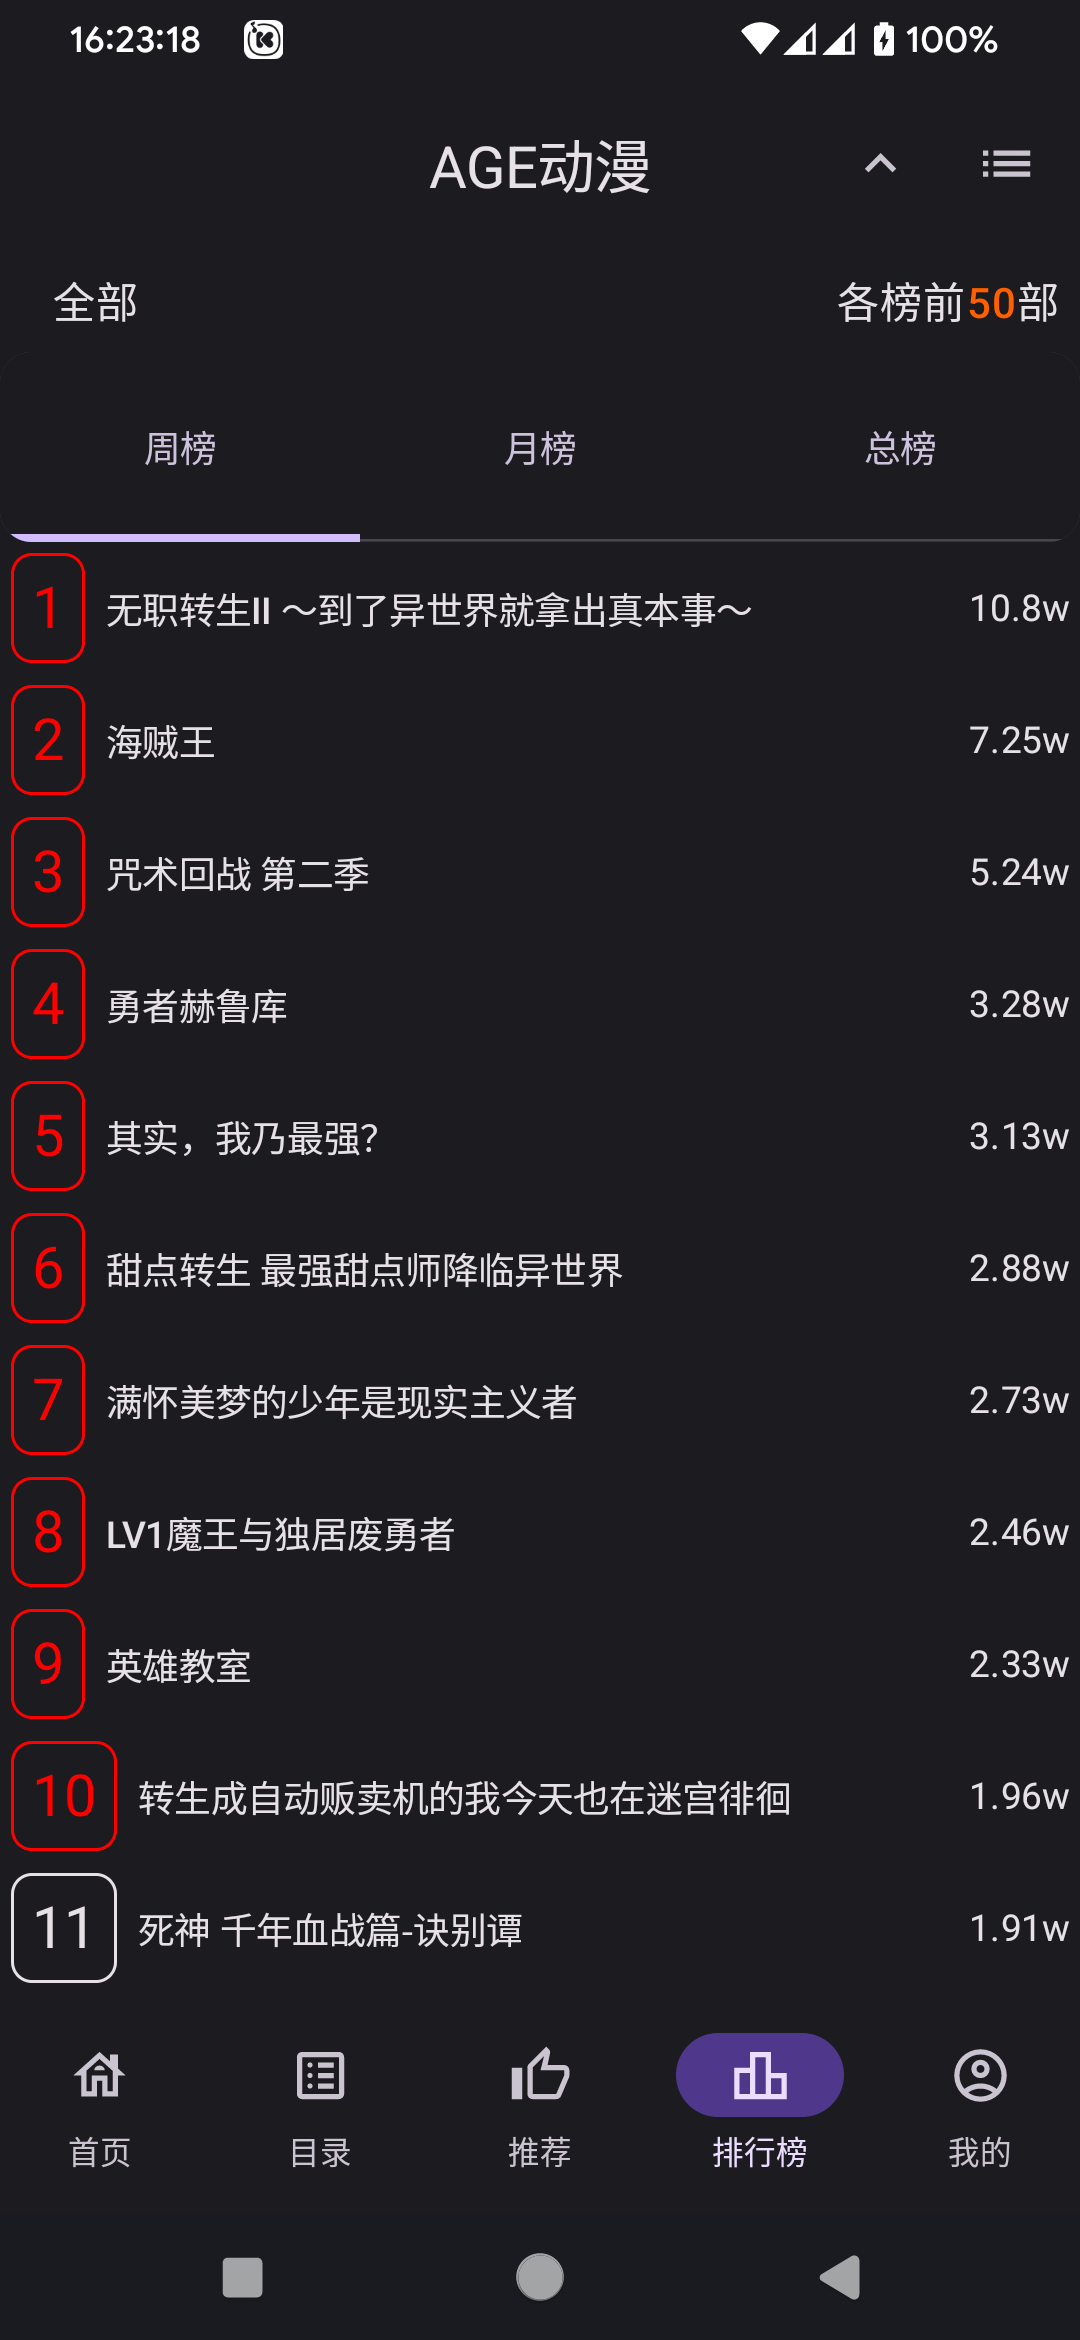 16:23:18
100%
AGE动漫
全部
各榜前50部
周榜
月榜
总榜
1 无职转生II ～到了异世界就拿出真本事～ 10.8w
2 海贼王 7.25w
3 咒术回战 第二季 5.24w
4 勇者赫鲁库 3.28w
5 其实，我乃最强？ 3.13w
6 甜点转生 最强甜点师降临异世界 2.88w
7 满怀美梦的少年是现实主义者 2.73w
8 LV1魔王与独居废勇者 2.46w
9 英雄教室 2.33w
10 转生成自动贩卖机的我今天也在迷宫徘徊 1.96w
11 死神 千年血战篇-诀别谭 1.91w
首页
目录
推荐
排行榜
我的